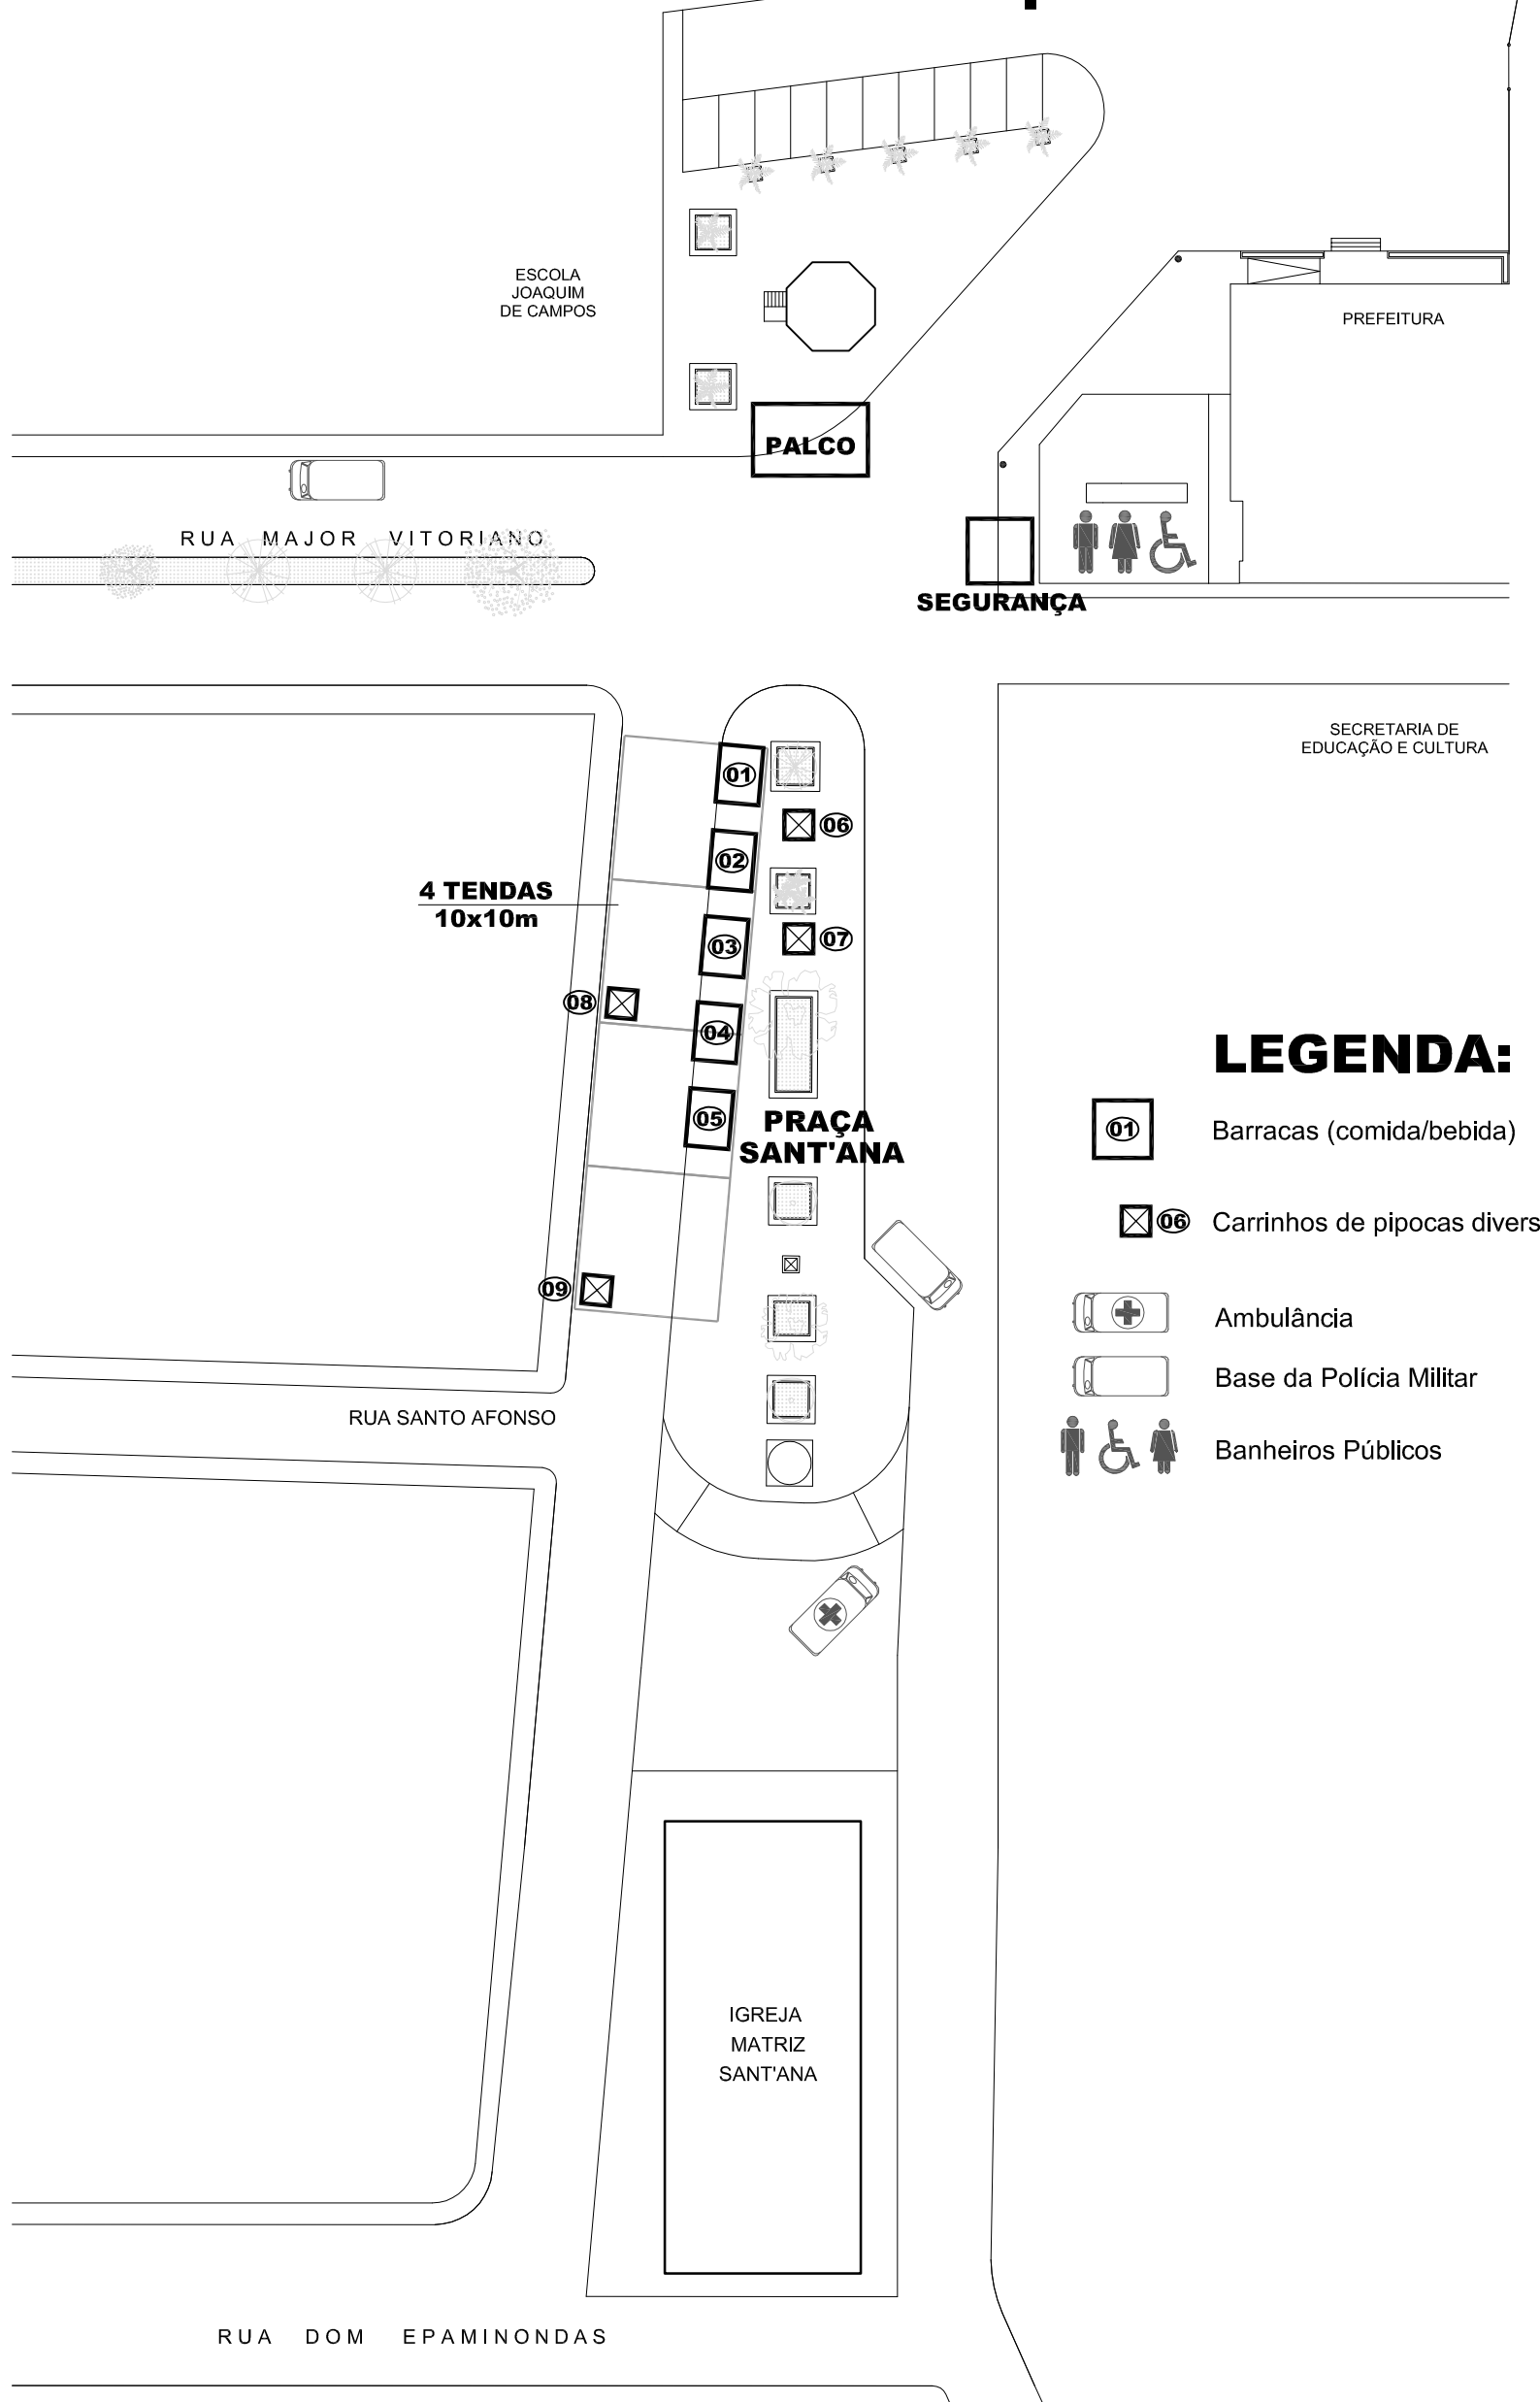 ESCOLA
JOAQUIM
DE CAMPOS
PREFEITURA
PALCO
RUA MAJOR VITORIANO
SEGURANÇA
SECRETARIA DE
EDUCAÇÃO E CULTURA
01
06
02
4 TENDAS
10x10m
03
07
08
04
05
PRAÇA
SANT'ANA
09
LEGENDA:
01 Barracas (comida/bebida)
06 Carrinhos de pipocas divers
Ambulância
Base da Polícia Militar
Banheiros Públicos
RUA SANTO AFONSO
IGREJA
MATRIZ
SANT'ANA
RUA DOM EPAMINONDAS